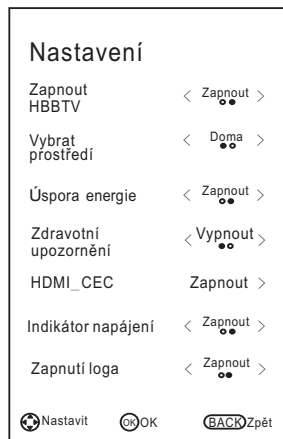 Nastavení
Zapnout
HBBTV
< Zapnout >
Vybrat
prostředí
< Doma >
Úspora energie < Zapnout >
Zdravotní
upozornění
< Vypnout >
HDMI_CEC Zapnout >
Indikátor napájení < Zapnout >
Zapnutí loga < Zapnout >
Nastavit OK OK BACK Zpět